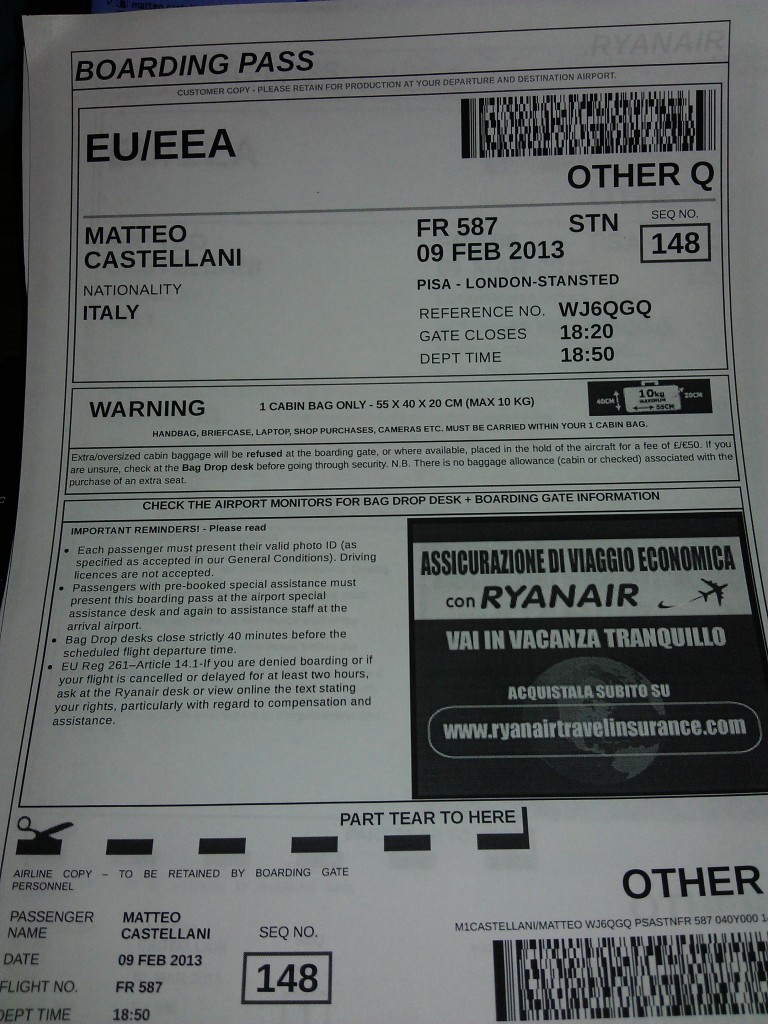 RYANAIR
BOARDING PASS
CUSTOMER COPY - PLEASE RETAIN FOR PRODUCTION AT YOUR DEPARTURE AND DESTINATION AIRPORT.
EU/EEA
OTHER Q
MATTEO
CASTELLANI
NATIONALITY
ITALY
FR 587 STN
09 FEB 2013
SEQ NO.
148
PISA - LONDON-STANSTED
REFERENCE NO. WJ6QGQ
GATE CLOSES 18:20
DEPT TIME 18:50
WARNING
1 CABIN BAG ONLY - 55 X 40 X 20 CM (MAX 10 KG)
40CM 10kg MAXIMUM 20CM
55CM
HANDBAG, BRIEFCASE, LAPTOP, SHOP PURCHASES, CAMERAS ETC. MUST BE CARRIED WITHIN YOUR 1 CABIN BAG.
Extra/oversized cabin baggage will be refused at the boarding gate, or where available, placed in the hold of the aircraft for a fee of £/€50. If you
are unsure, check at the Bag Drop desk before going through security. N.B. There is no baggage allowance (cabin or checked) associated with the
purchase of an extra seat.
CHECK THE AIRPORT MONITORS FOR BAG DROP DESK + BOARDING GATE INFORMATION
IMPORTANT REMINDERS! - Please read
• Each passenger must present their valid photo ID (as
specified as accepted in our General Conditions). Driving
licences are not accepted.
• Passengers with pre-booked special assistance must
present this boarding pass at the airport special
assistance desk and again to assistance staff at the
arrival airport.
• Bag Drop desks close strictly 40 minutes before the
scheduled flight departure time.
• EU Reg 261–Article 14.1-If you are denied boarding or if
your flight is cancelled or delayed for at least two hours,
ask at the Ryanair desk or view online the text stating
your rights, particularly with regard to compensation and
assistance.
ASSICURAZIONE DI VIAGGIO ECONOMICA
con RYANAIR
VAI IN VACANZA TRANQUILLO
ACQUISTALA SUBITO SU
www.ryanairtravelinsurance.com
PART TEAR TO HERE
AIRLINE COPY – TO BE RETAINED BY BOARDING GATE
PERSONNEL
OTHER
PASSENGER NAME
MATTEO CASTELLANI
SEQ NO.
148
DATE 09 FEB 2013
FLIGHT NO. FR 587
DEPT TIME 18:50
M1CASTELLANI/MATTEO WJ6QGQ PSASTNFR 587 040Y000